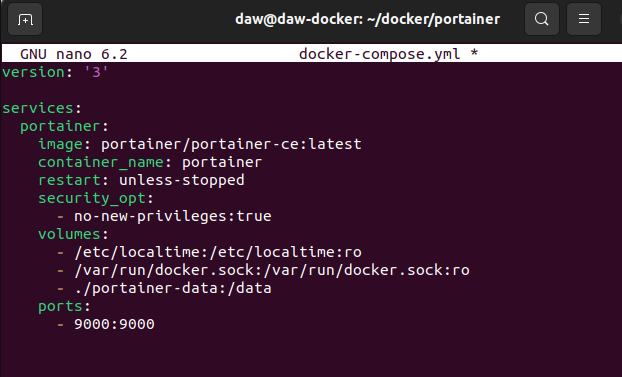 daw@daw-docker: ~/docker/portainer
GNU nano 6.2 docker-compose.yml *
version: '3'
services:
portainer:
image: portainer/portainer-ce:latest
container_name: portainer
restart: unless-stopped
security_opt:
- no-new-privileges:true
volumes:
- /etc/localtime:/etc/localtime:ro
- /var/run/docker.sock:/var/run/docker.sock:ro
- ./portainer-data:/data
ports:
- 9000:9000